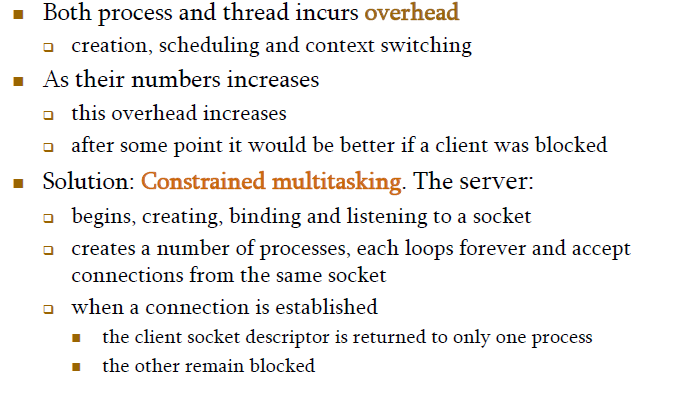 Both process and thread incurs overhead
creation, scheduling and context switching
As their numbers increases
this overhead increases
after some point it would be better if a client was blocked
Solution: Constrained multitasking. The server:
begins, creating, binding and listening to a socket
creates a number of processes, each loops forever and accept
connections from the same socket
when a connection is established
the client socket descriptor is returned to only one process
the other remain blocked